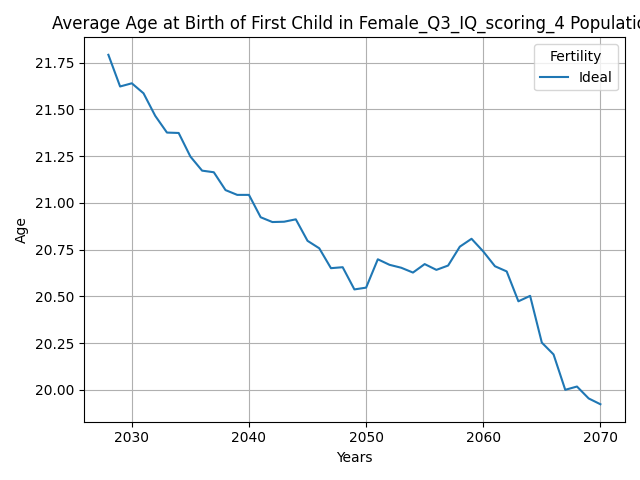 Average Age at Birth of First Child in Female_Q3_IQ_scoring_4 Populatio
Fertility
Ideal
Age
21.75
21.50
21.25
21.00
20.75
20.50
20.25
20.00
2030 2040 2050 2060 2070
Years